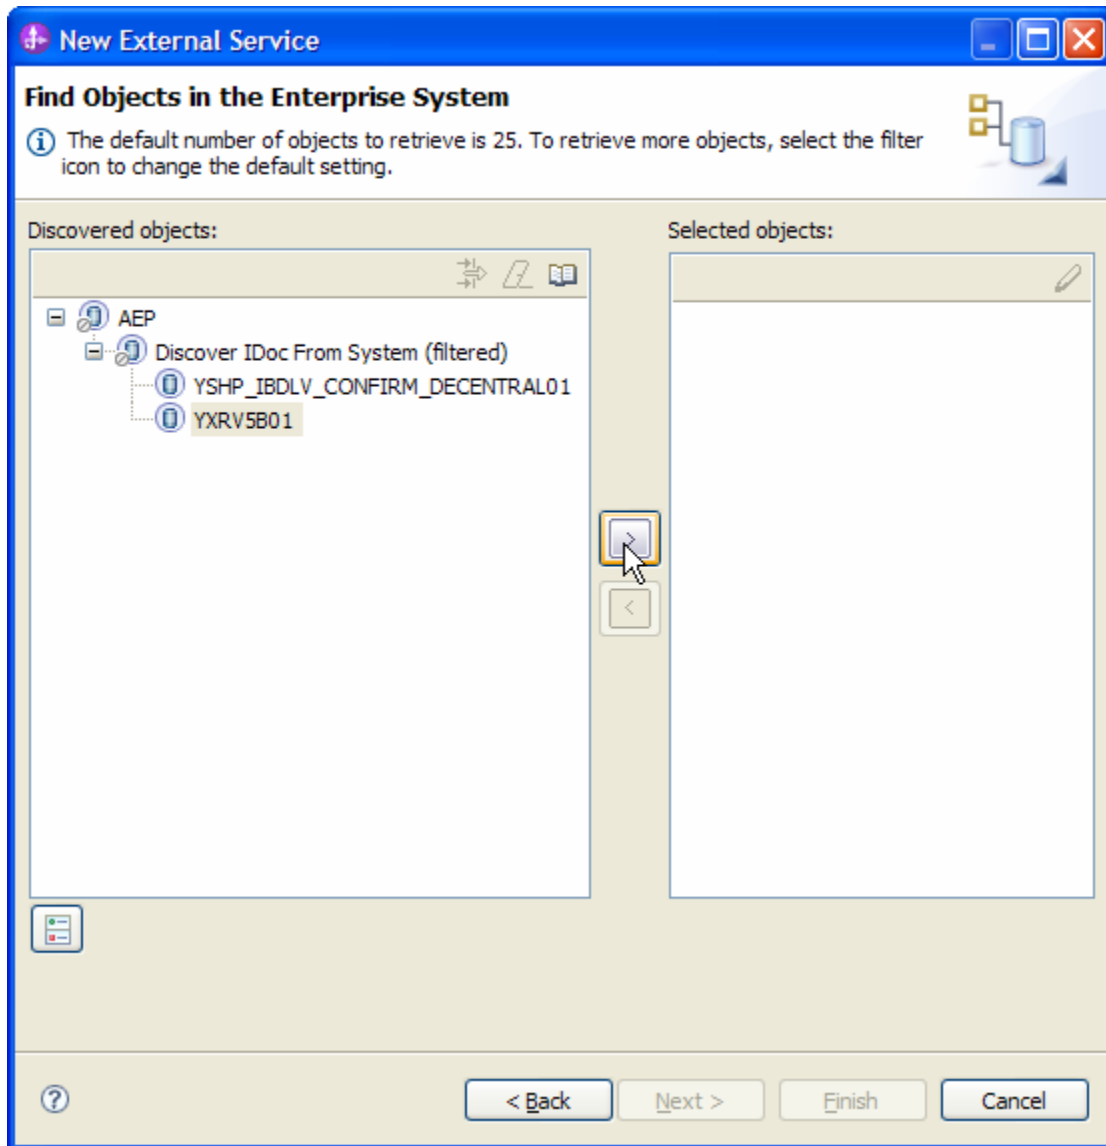 New External Service
Find Objects in the Enterprise System
The default number of objects to retrieve is 25. To retrieve more objects, select the filter
icon to change the default setting.
Discovered objects:
Selected objects:
AEP
Discover IDoc From System (filtered)
YSHP_IBDLV_CONFIRM_DECENTRAL01
YXRV5B01
>
<
< Back
Next >
Finish
Cancel